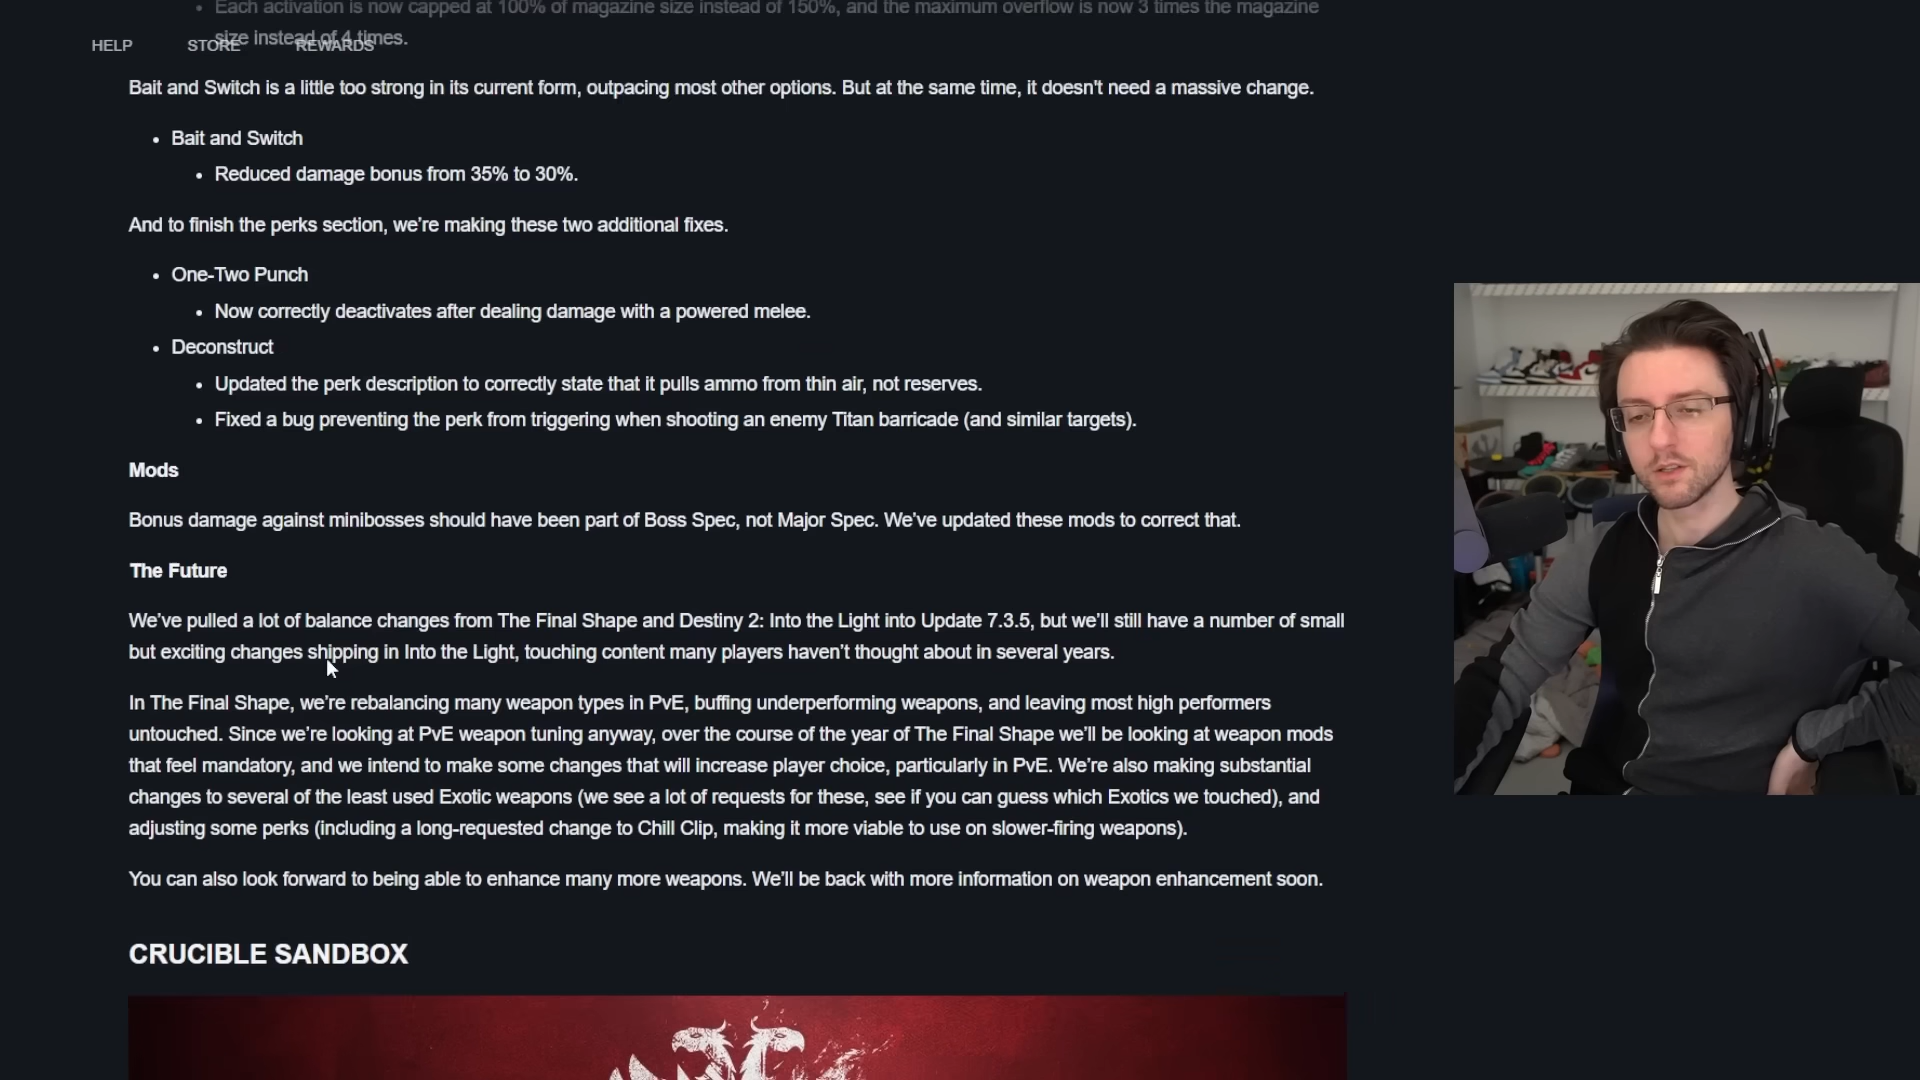 Each activation is now capped at 100% of magazine size instead of 150%, and the maximum overflow is now 3 times the magazine
size instead of 4 times.
HELP STORE REWARDS
Bait and Switch is a little too strong in its current form, outpacing most other options. But at the same time, it doesn't need a massive change.
• Bait and Switch
• Reduced damage bonus from 35% to 30%.
And to finish the perks section, we're making these two additional fixes.
• One-Two Punch
• Now correctly deactivates after dealing damage with a powered melee.
• Deconstruct
• Updated the perk description to correctly state that it pulls ammo from thin air, not reserves.
• Fixed a bug preventing the perk from triggering when shooting an enemy Titan barricade (and similar targets).
Mods
Bonus damage against minibosses should have been part of Boss Spec, not Major Spec. We've updated these mods to correct that.
The Future
We've pulled a lot of balance changes from The Final Shape and Destiny 2: Into the Light into Update 7.3.5, but we'll still have a number of small
but exciting changes shipping in Into the Light, touching content many players haven't thought about in several years.
In The Final Shape, we're rebalancing many weapon types in PvE, buffing underperforming weapons, and leaving most high performers
untouched. Since we're looking at PvE weapon tuning anyway, over the course of the year of The Final Shape we'll be looking at weapon mods
that feel mandatory, and we intend to make some changes that will increase player choice, particularly in PvE. We're also making substantial
changes to several of the least used Exotic weapons (we see a lot of requests for these, see if you can guess which Exotics we touched), and
adjusting some perks (including a long-requested change to Chill Clip, making it more viable to use on slower-firing weapons).
You can also look forward to being able to enhance many more weapons. We'll be back with more information on weapon enhancement soon.
CRUCIBLE SANDBOX